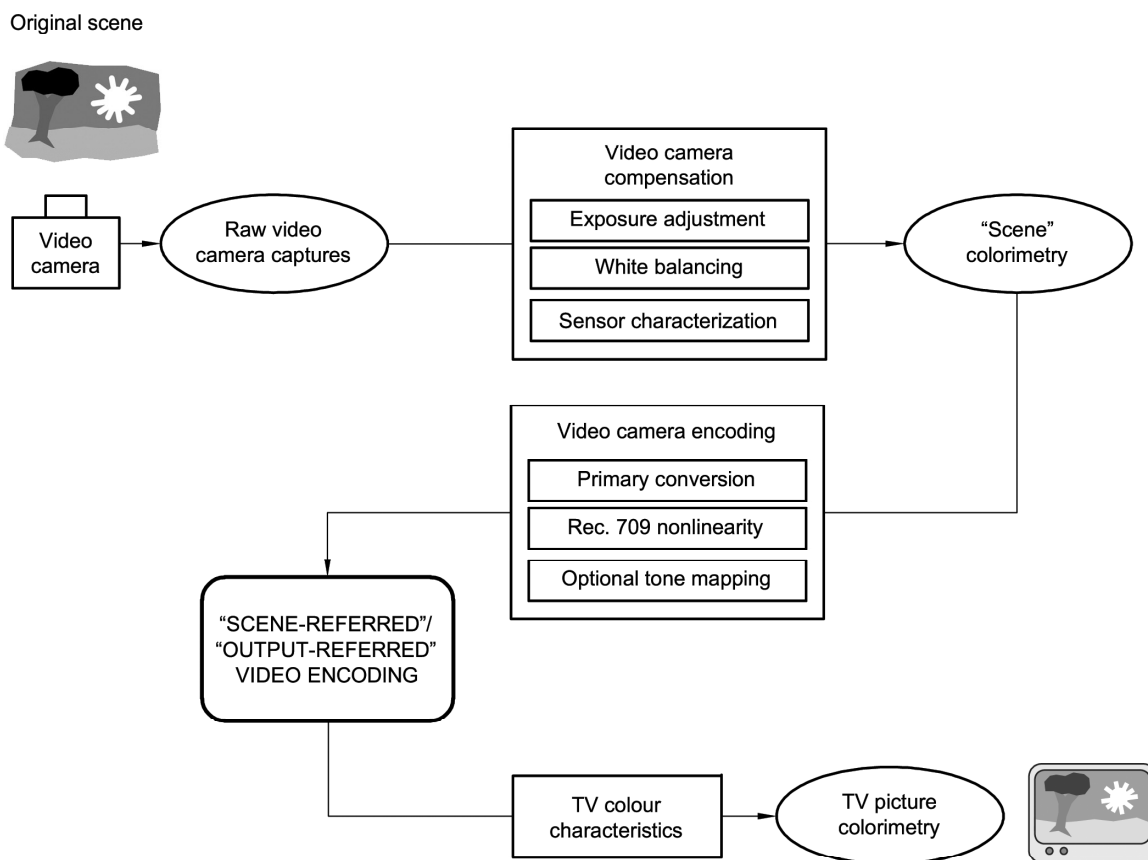 Original scene
Video
camera
Raw video
camera captures
Video camera
compensation
Exposure adjustment
White balancing
Sensor characterization
“Scene”
colorimetry
Video camera encoding
Primary conversion
Rec. 709 nonlinearity
Optional tone mapping
“SCENE-REFERRED”/
“OUTPUT-REFERRED”
VIDEO ENCODING
TV colour
characteristics
TV picture
colorimetry